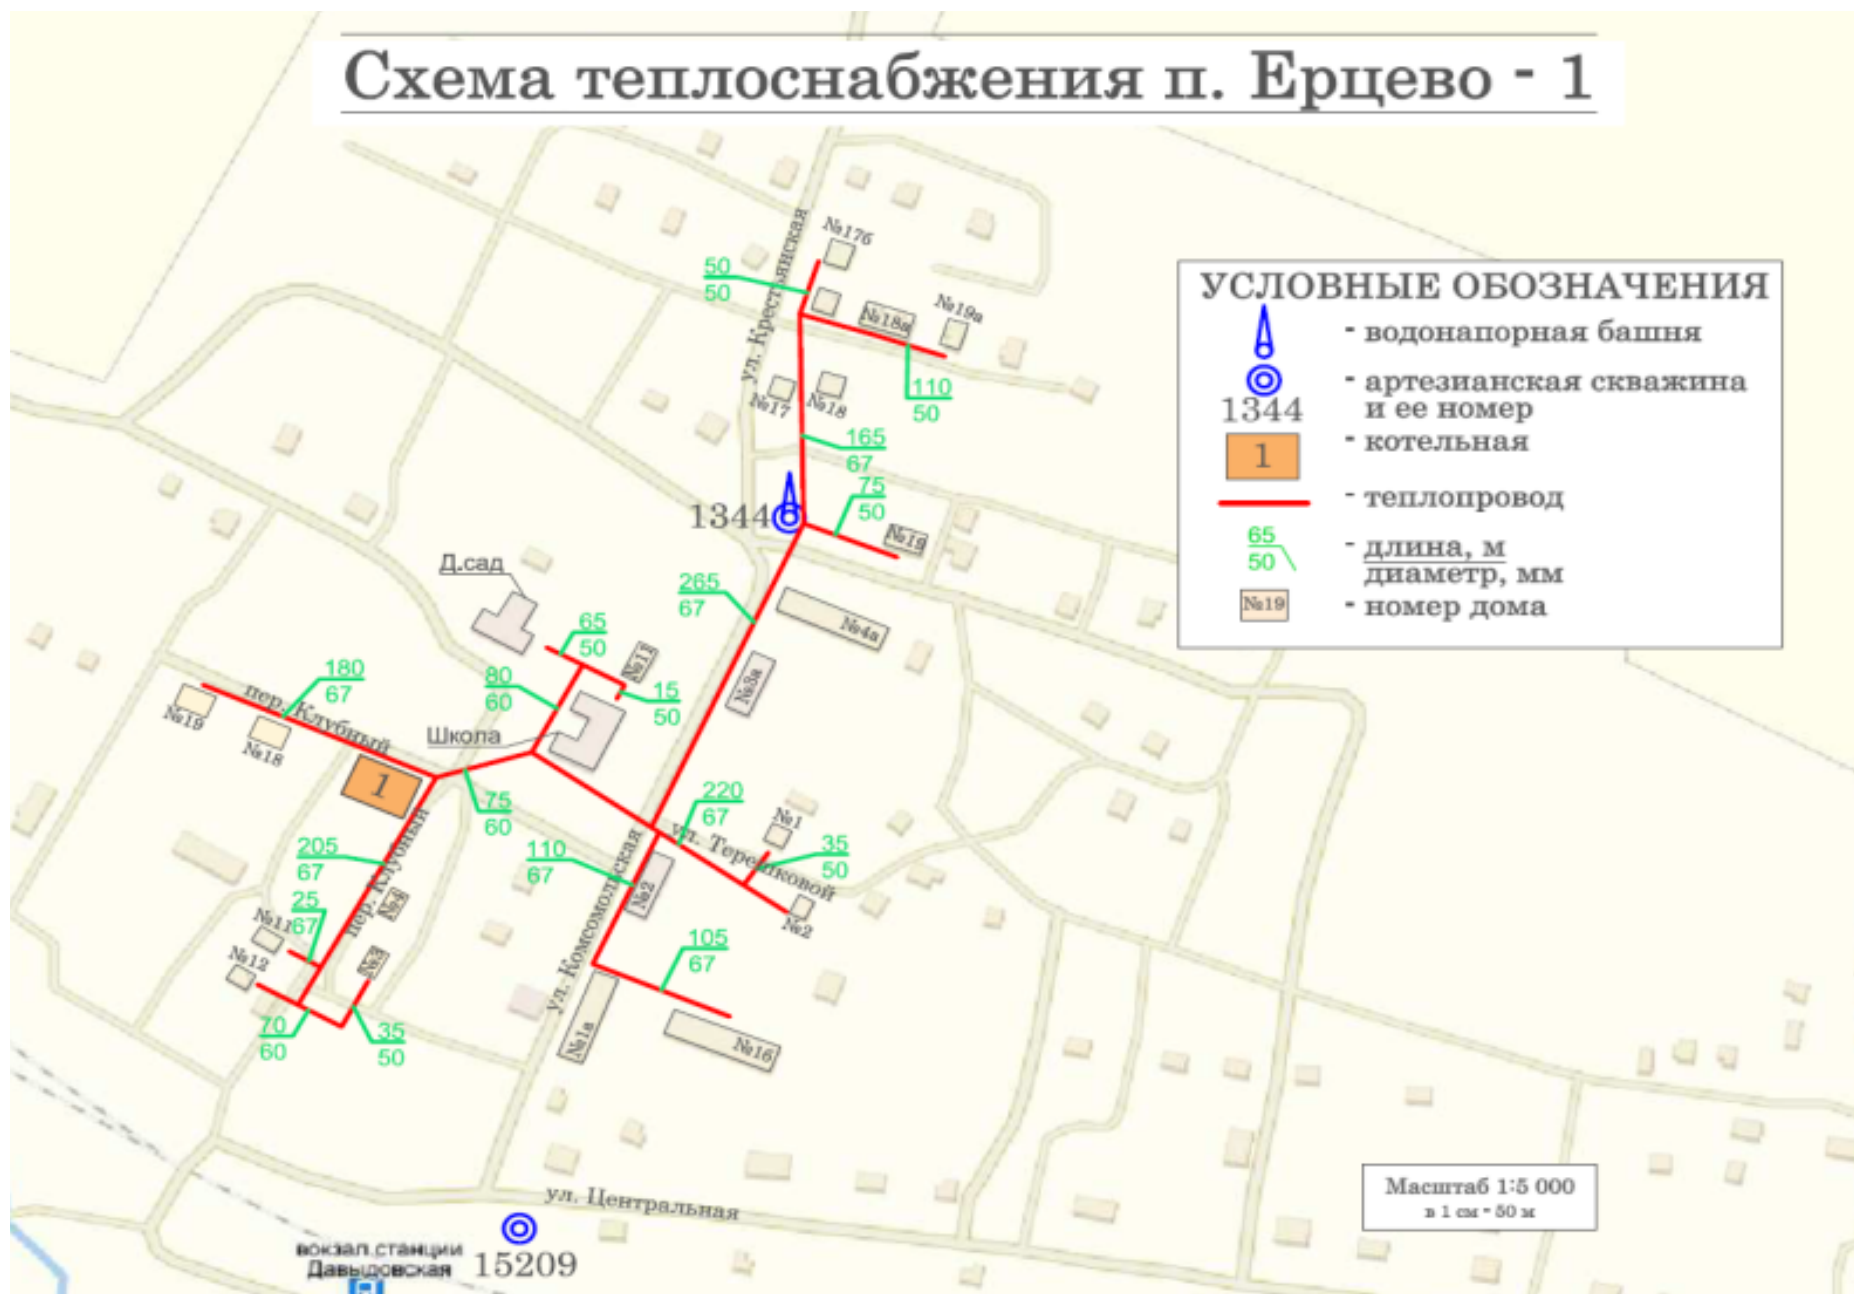 Схема теплоснабжения п. Ерцево - 1
ул. Крестьянская
№17б
50
50
№18а
№19а
110
50
№17
№18
165
67
75
50
№19
1344
УСЛОВНЫЕ ОБОЗНАЧЕНИЯ
- водонапорная башня
- артезианская скважина
и ее номер
1344
1
- котельная
- теплопровод
65
50
- длина, м
диаметр, мм
№19
- номер дома
Д.сад
265
67
№4а
65
50
№17
№3а
80
60
15
50
Школа
180
67
пер. Клубный
№19
№18
1
75
60
220
67
№1
ул. Терешковой
35
50
№2
110
67
№2
ул. Комсомольская
205
67
пер. Клубный
№4
25
67
№11
№12
№3
70
60
35
50
105
67
№1а
№1б
ул. Центральная
15209
вокзал станции
Давыдовская
Масштаб 1:5 000
в 1 см - 50 м